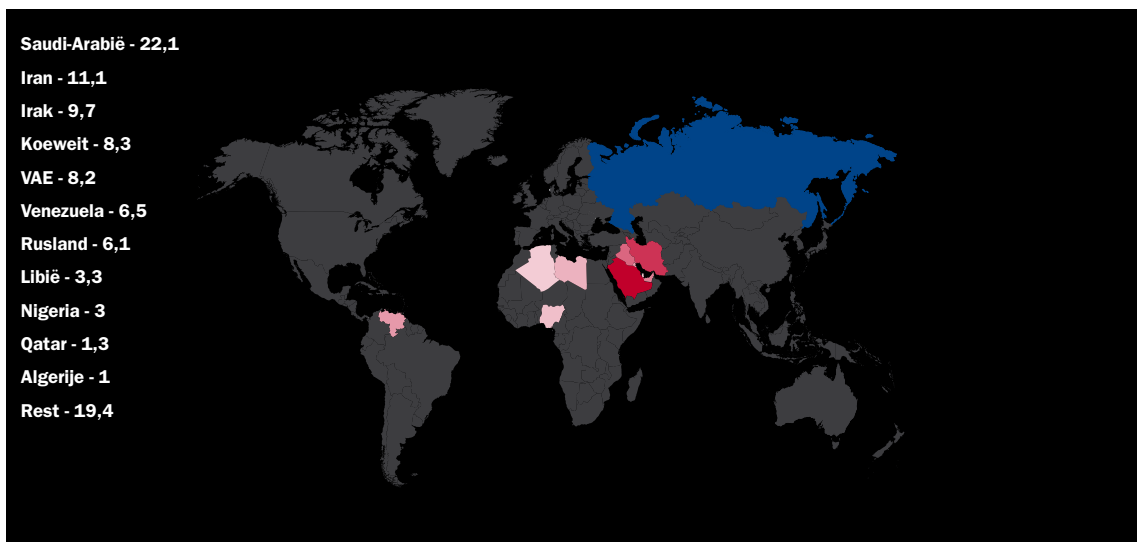 Saudi-Arabië - 22,1
Iran - 11,1
Irak - 9,7
Koeweit - 8,3
VAE - 8,2
Venezuela - 6,5
Rusland - 6,1
Libië - 3,3
Nigeria - 3
Qatar - 1,3
Algerije - 1
Rest - 19,4